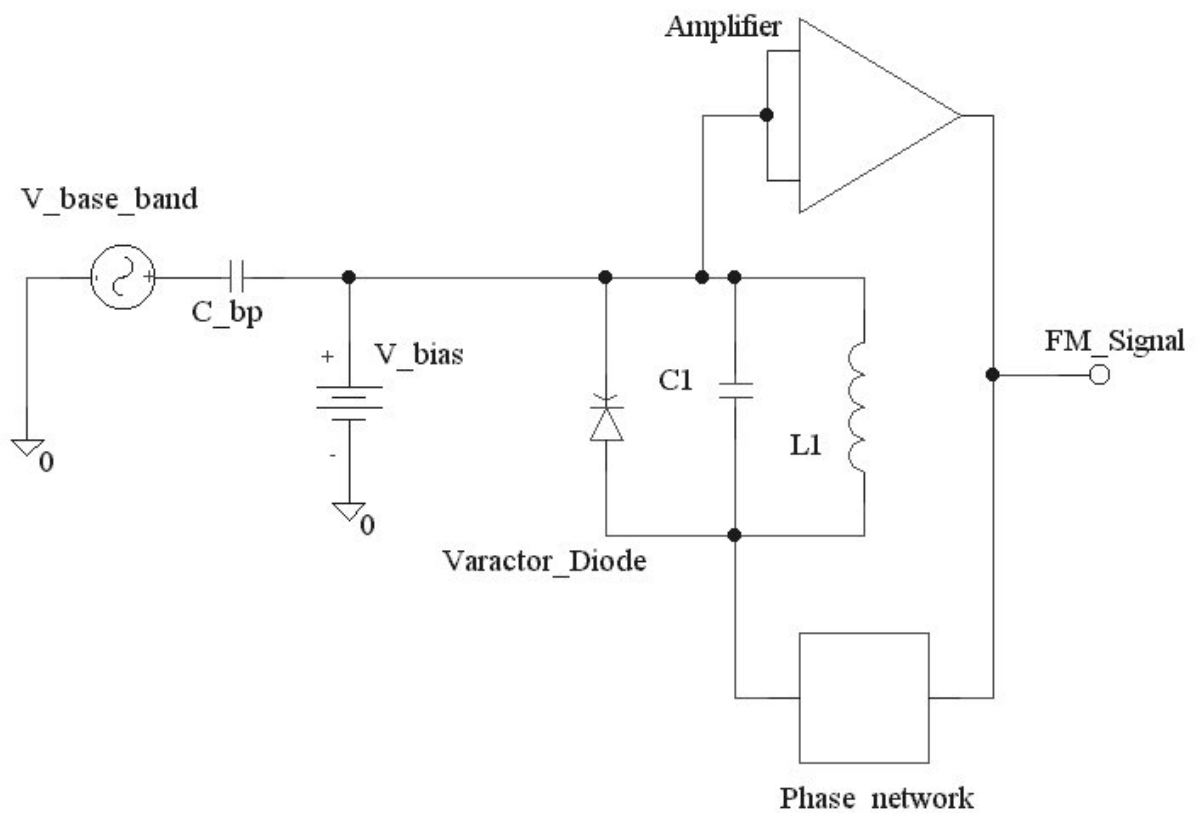 Amplifier
V_base_band
- +
C_bp
+
V_bias
-
0
0
C1
L1
FM_Signal
Varactor_Diode
Phase network